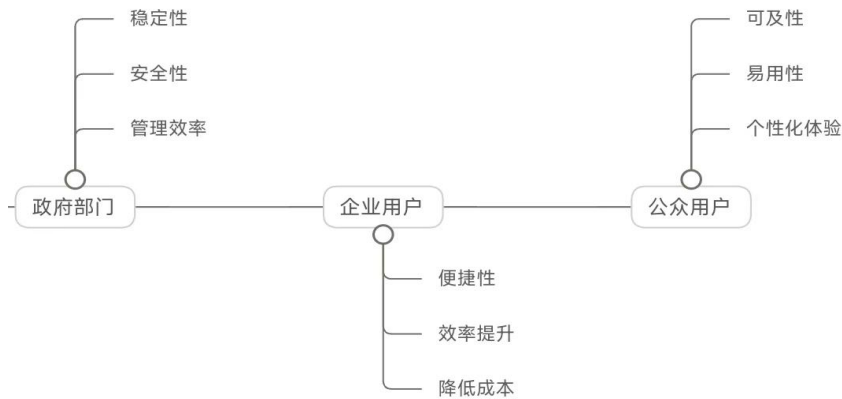 稳定性
安全性
管理效率
政府部门
企业用户
便捷性
效率提升
降低成本
可及性
易用性
个性化体验
公众用户